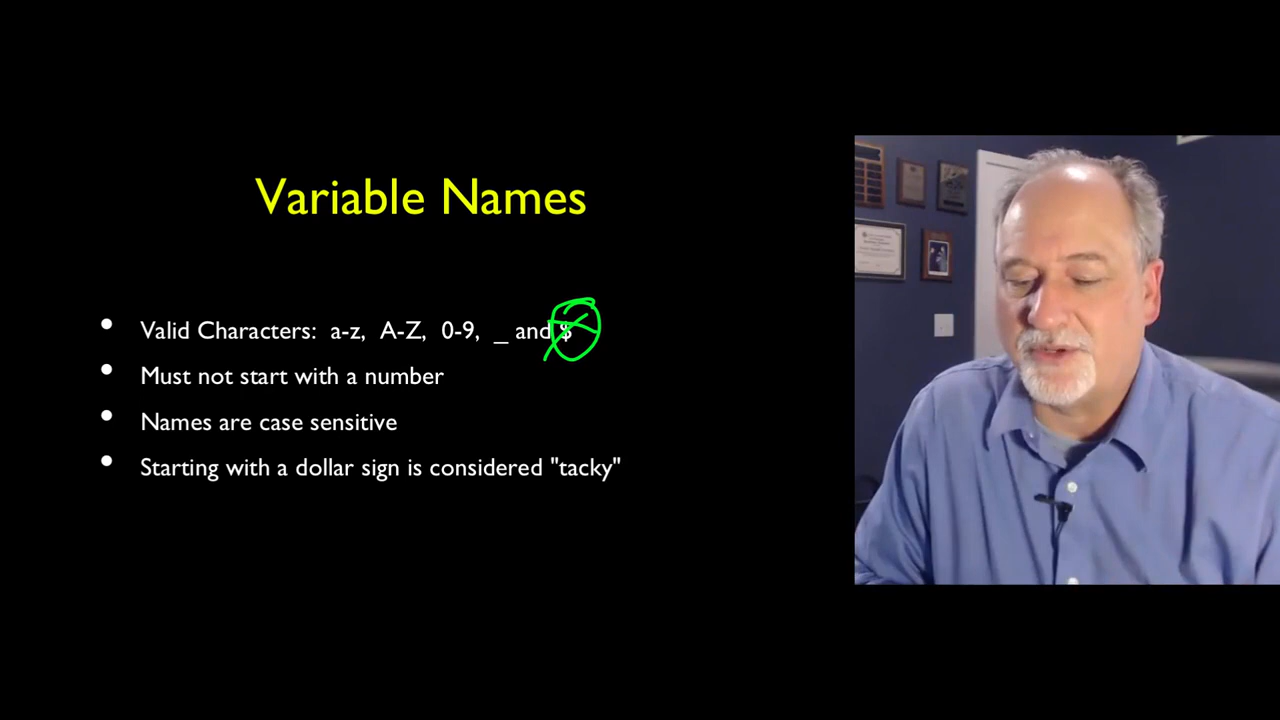 Variable Names
• Valid Characters: a-z, A-Z, 0-9, _ and $
• Must not start with a number
• Names are case sensitive
• Starting with a dollar sign is considered "tacky"